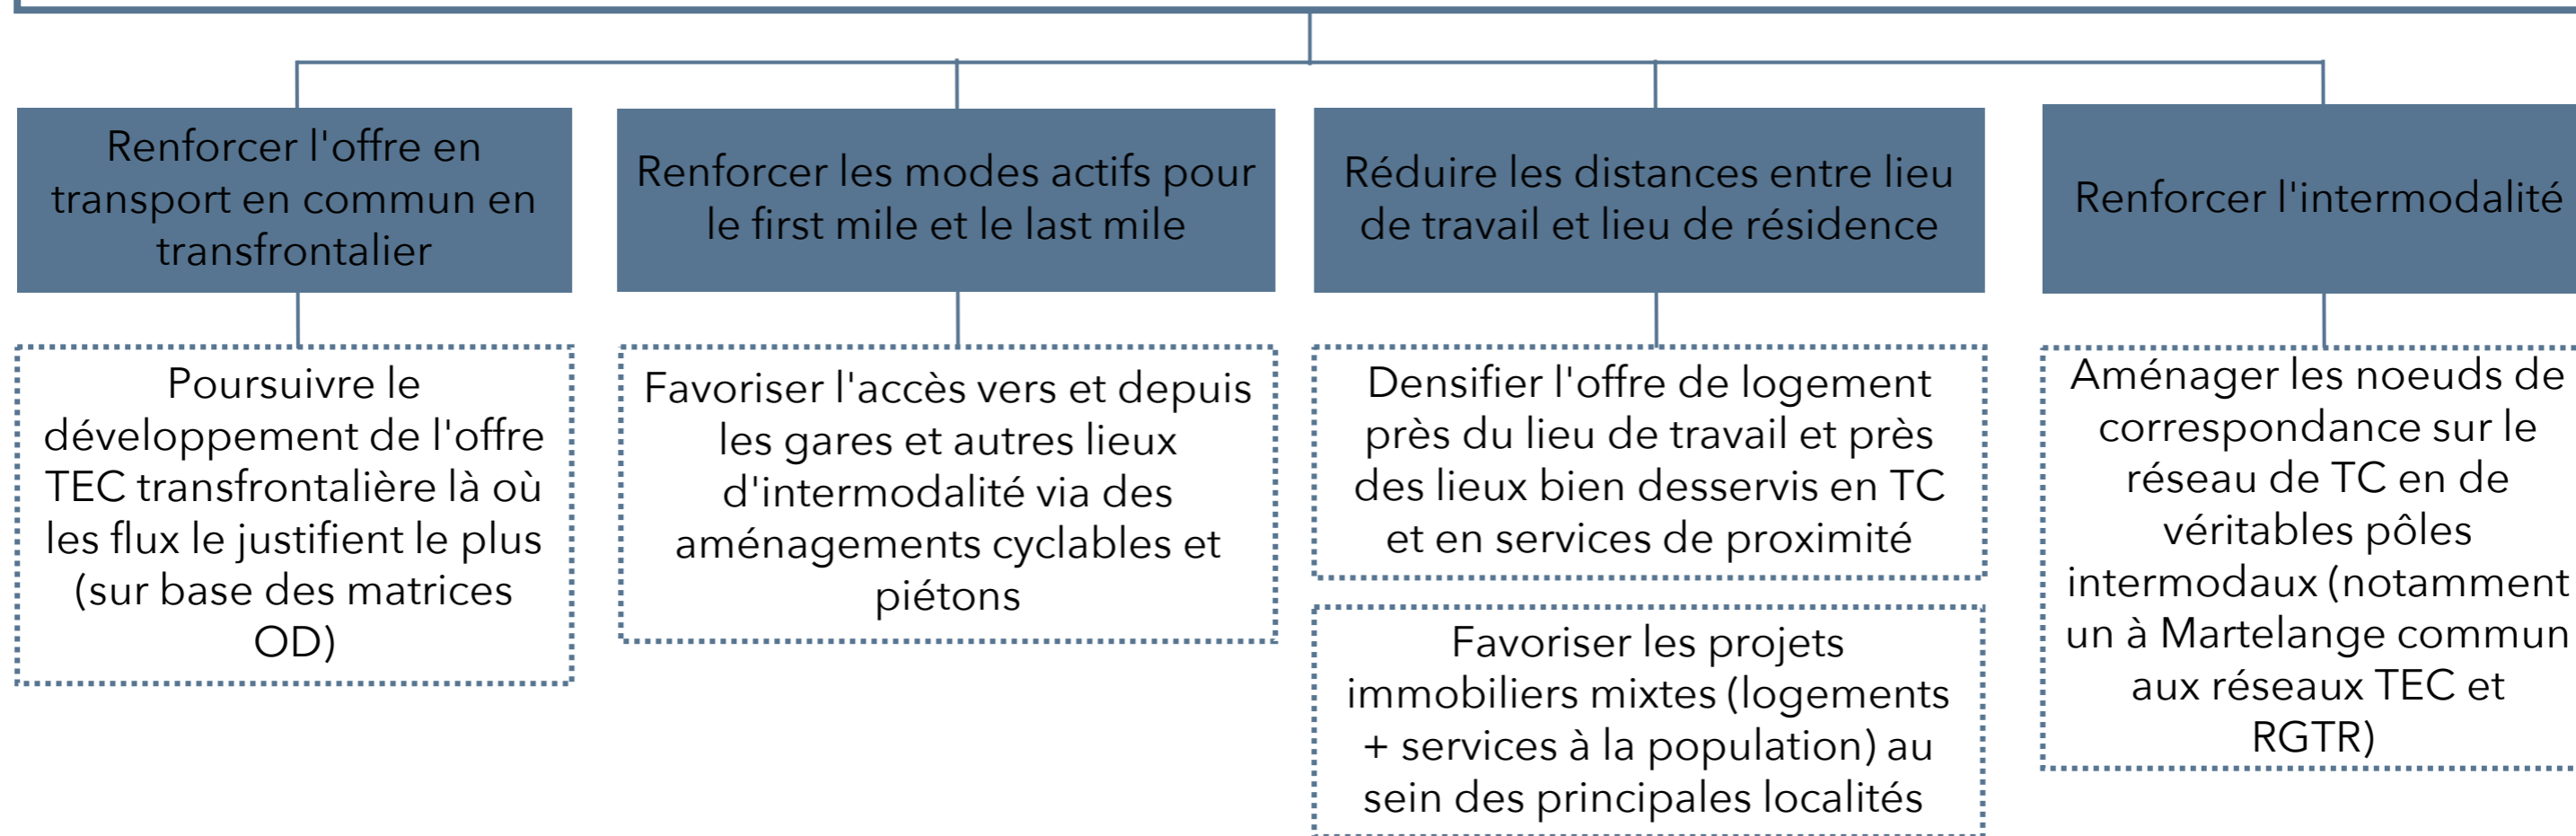 Renforcer l'offre en
transport en commun en
transfrontalier
Poursuivre le
développement de l'offre
TEC transfrontalière là où
les flux le justifient le plus
(sur base des matrices
OD)
Renforcer les modes actifs pour
le first mile et le last mile
Favoriser l'accès vers et depuis
les gares et autres lieux
d'intermodalité via des
aménagements cyclables et
piétons
Réduire les distances entre lieu
de travail et lieu de résidence
Densifier l'offre de logement
près du lieu de travail et près
des lieux bien desservis en TC
et en services de proximité
Favoriser les projets
immobiliers mixtes (logements
+ services à la population) au
sein des principales localités
Renforcer l'intermodalité
Aménager les noeuds de
correspondance sur le
réseau de TC en de
véritables pôles
intermodaux (notamment
un à Martelange commun
aux réseaux TEC et
RGTR)